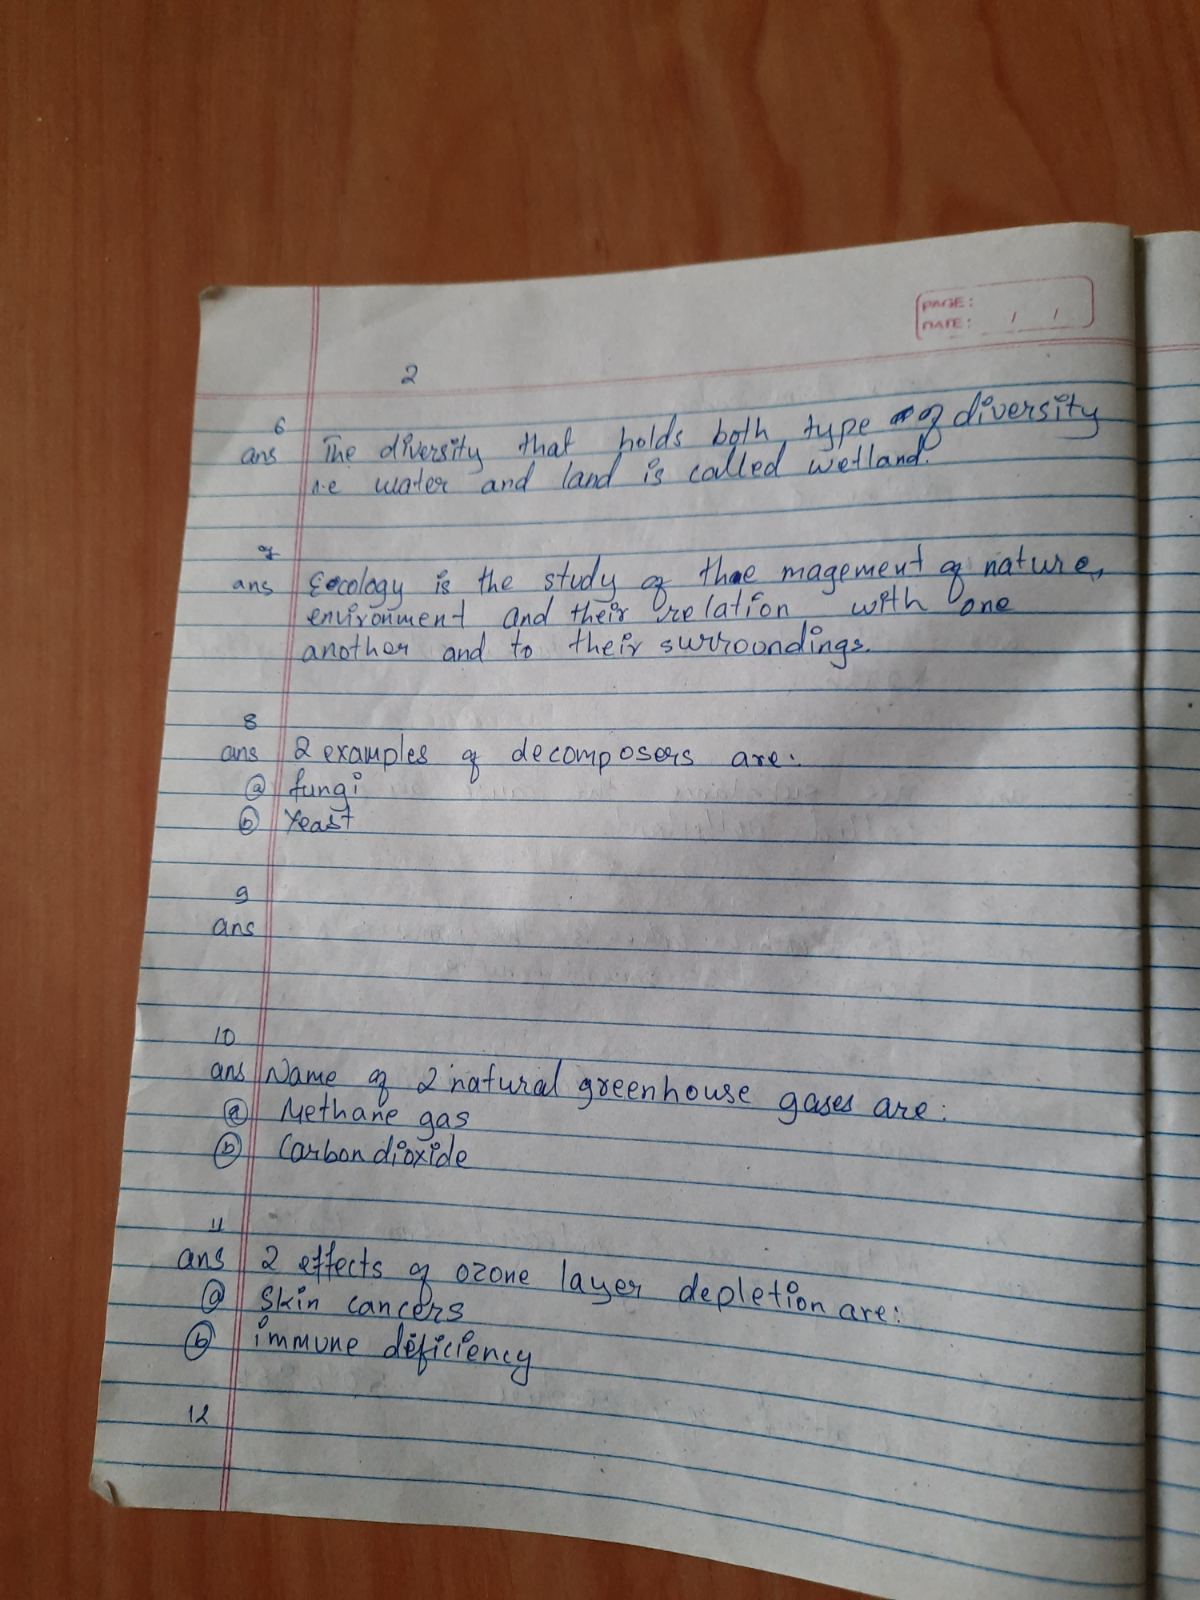 PAGE:
DATE: / /
2
6
ans The diversity that holds both type of diversity
i.e water and land is called wetland.
7
ans Eocology is the study of the magement of nature,
environment and their relation with one
another and to their surroundings.
8
ans 2 examples of decomposers are:
a fungi
b Yeast
9
ans
10
ans Name of 2 natural greenhouse gases are:
a Methane gas
b Carbondioxide
11
ans 2 effects of ozone layer depletion are:
a Skin cancers
b immune deficiency
12